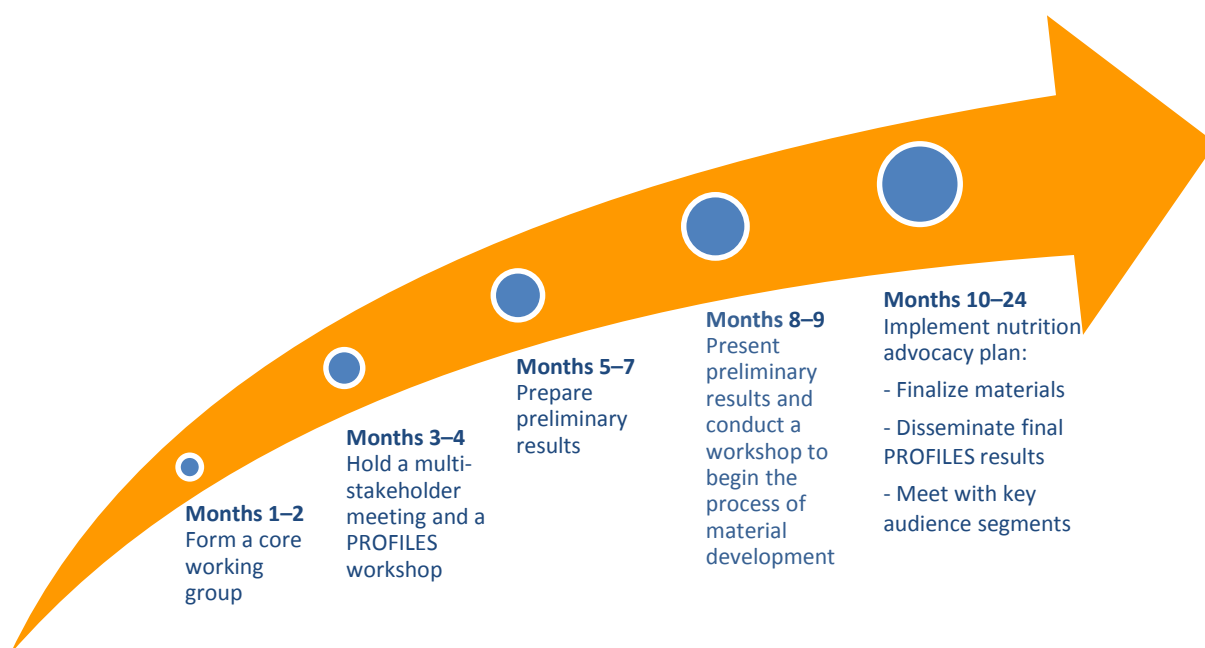 Months 1–2
Form a core
working
group
Months 3–4
Hold a multi-
stakeholder
meeting and a
PROFILES
workshop
Months 5–7
Prepare
preliminary
results
Months 8–9
Present
preliminary
results and
conduct a
workshop to
begin the
process of
material
development
Months 10–24
Implement nutrition
advocacy plan:
- Finalize materials
- Disseminate final
PROFILES results
- Meet with key
audience segments